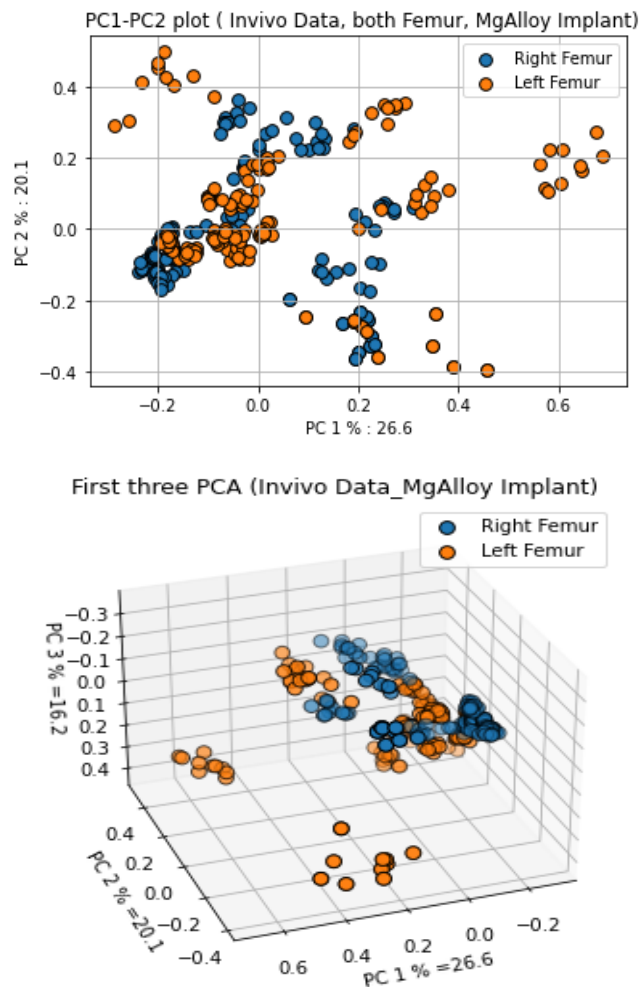 PC1-PC2 plot ( Invivo Data, both Femur, MgAlloy Implant)
Right Femur
Left Femur
0.4
0.2
0.0
−0.2
−0.4
PC 2 % : 20.1
−0.2
0.0
0.2
0.4
0.6
PC 1 % : 26.6
First three PCA (Invivo Data_MgAlloy Implant)
Right Femur
Left Femur
−0.3
−0.2
−0.1
0.0
0.1
0.2
0.3
0.4
PC 3 % =16.2
0.4
0.2
0.0
−0.2
−0.4
PC 2 % =20.1
0.6
0.4
0.2
0.0
−0.2
PC 1 % =26.6